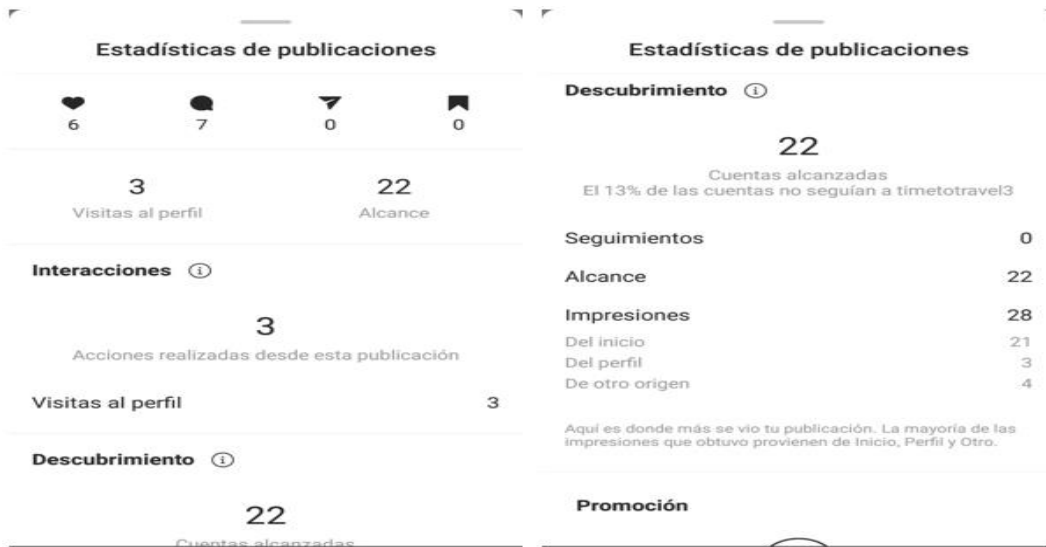 Estadísticas de publicaciones
6 7 0 0
3 22
Visitas al perfil Alcance
Interacciones
3
Acciones realizadas desde esta publicación
Visitas al perfil 3
Descubrimiento
22
Cuentas alcanzadas
Estadísticas de publicaciones
Descubrimiento
22
Cuentas alcanzadas
El 13% de las cuentas no seguían a timetotravel3
Seguimientos 0
Alcance 22
Impresiones 28
Del inicio 21
Del perfil 3
De otro origen 4
Aquí es donde más se vio tu publicación. La mayoría de las
impresiones que obtuvo provienen de Inicio, Perfil y Otro.
Promoción